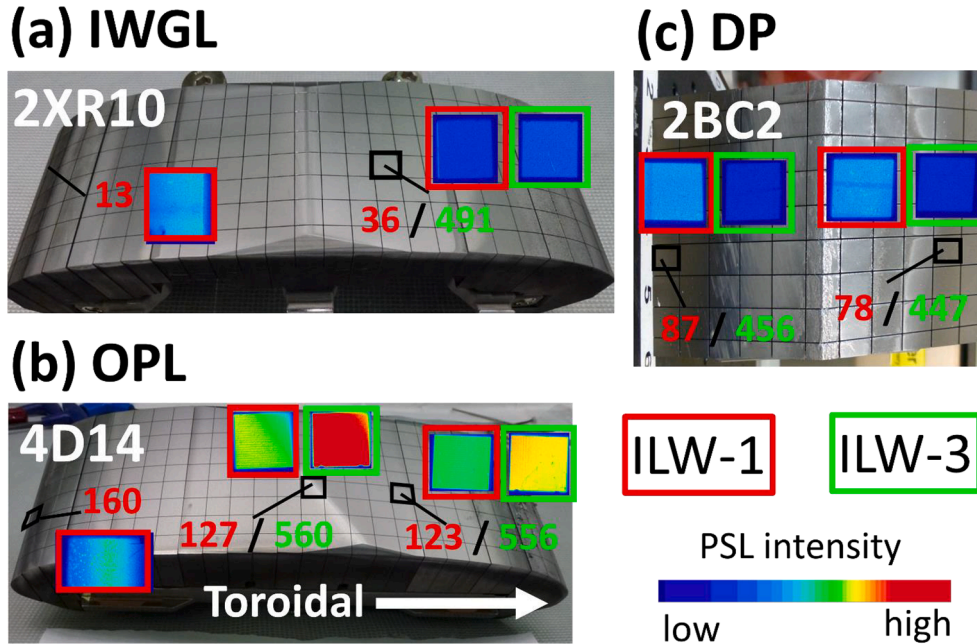 (a) IWGL
2XR10
13
36 / 491
(b) OPL
4D14
160
127 / 560
123 / 556
Toroidal
(c) DP
2BC2
87 / 456
78 / 447
ILW-1
ILW-3
PSL intensity
low
high